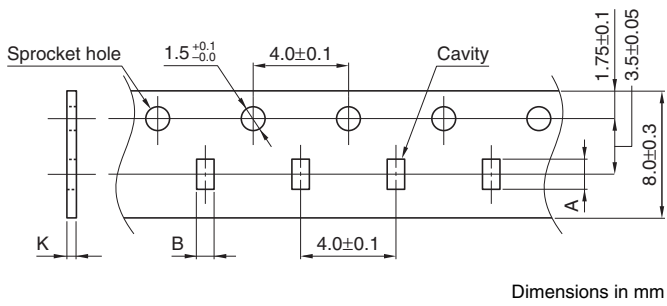 Sprocket hole
1.5 +0.1 −0.0
4.0±0.1
Cavity
1.75±0.1
3.5±0.05
8.0±0.3
A
K
B
4.0±0.1
Dimensions in mm